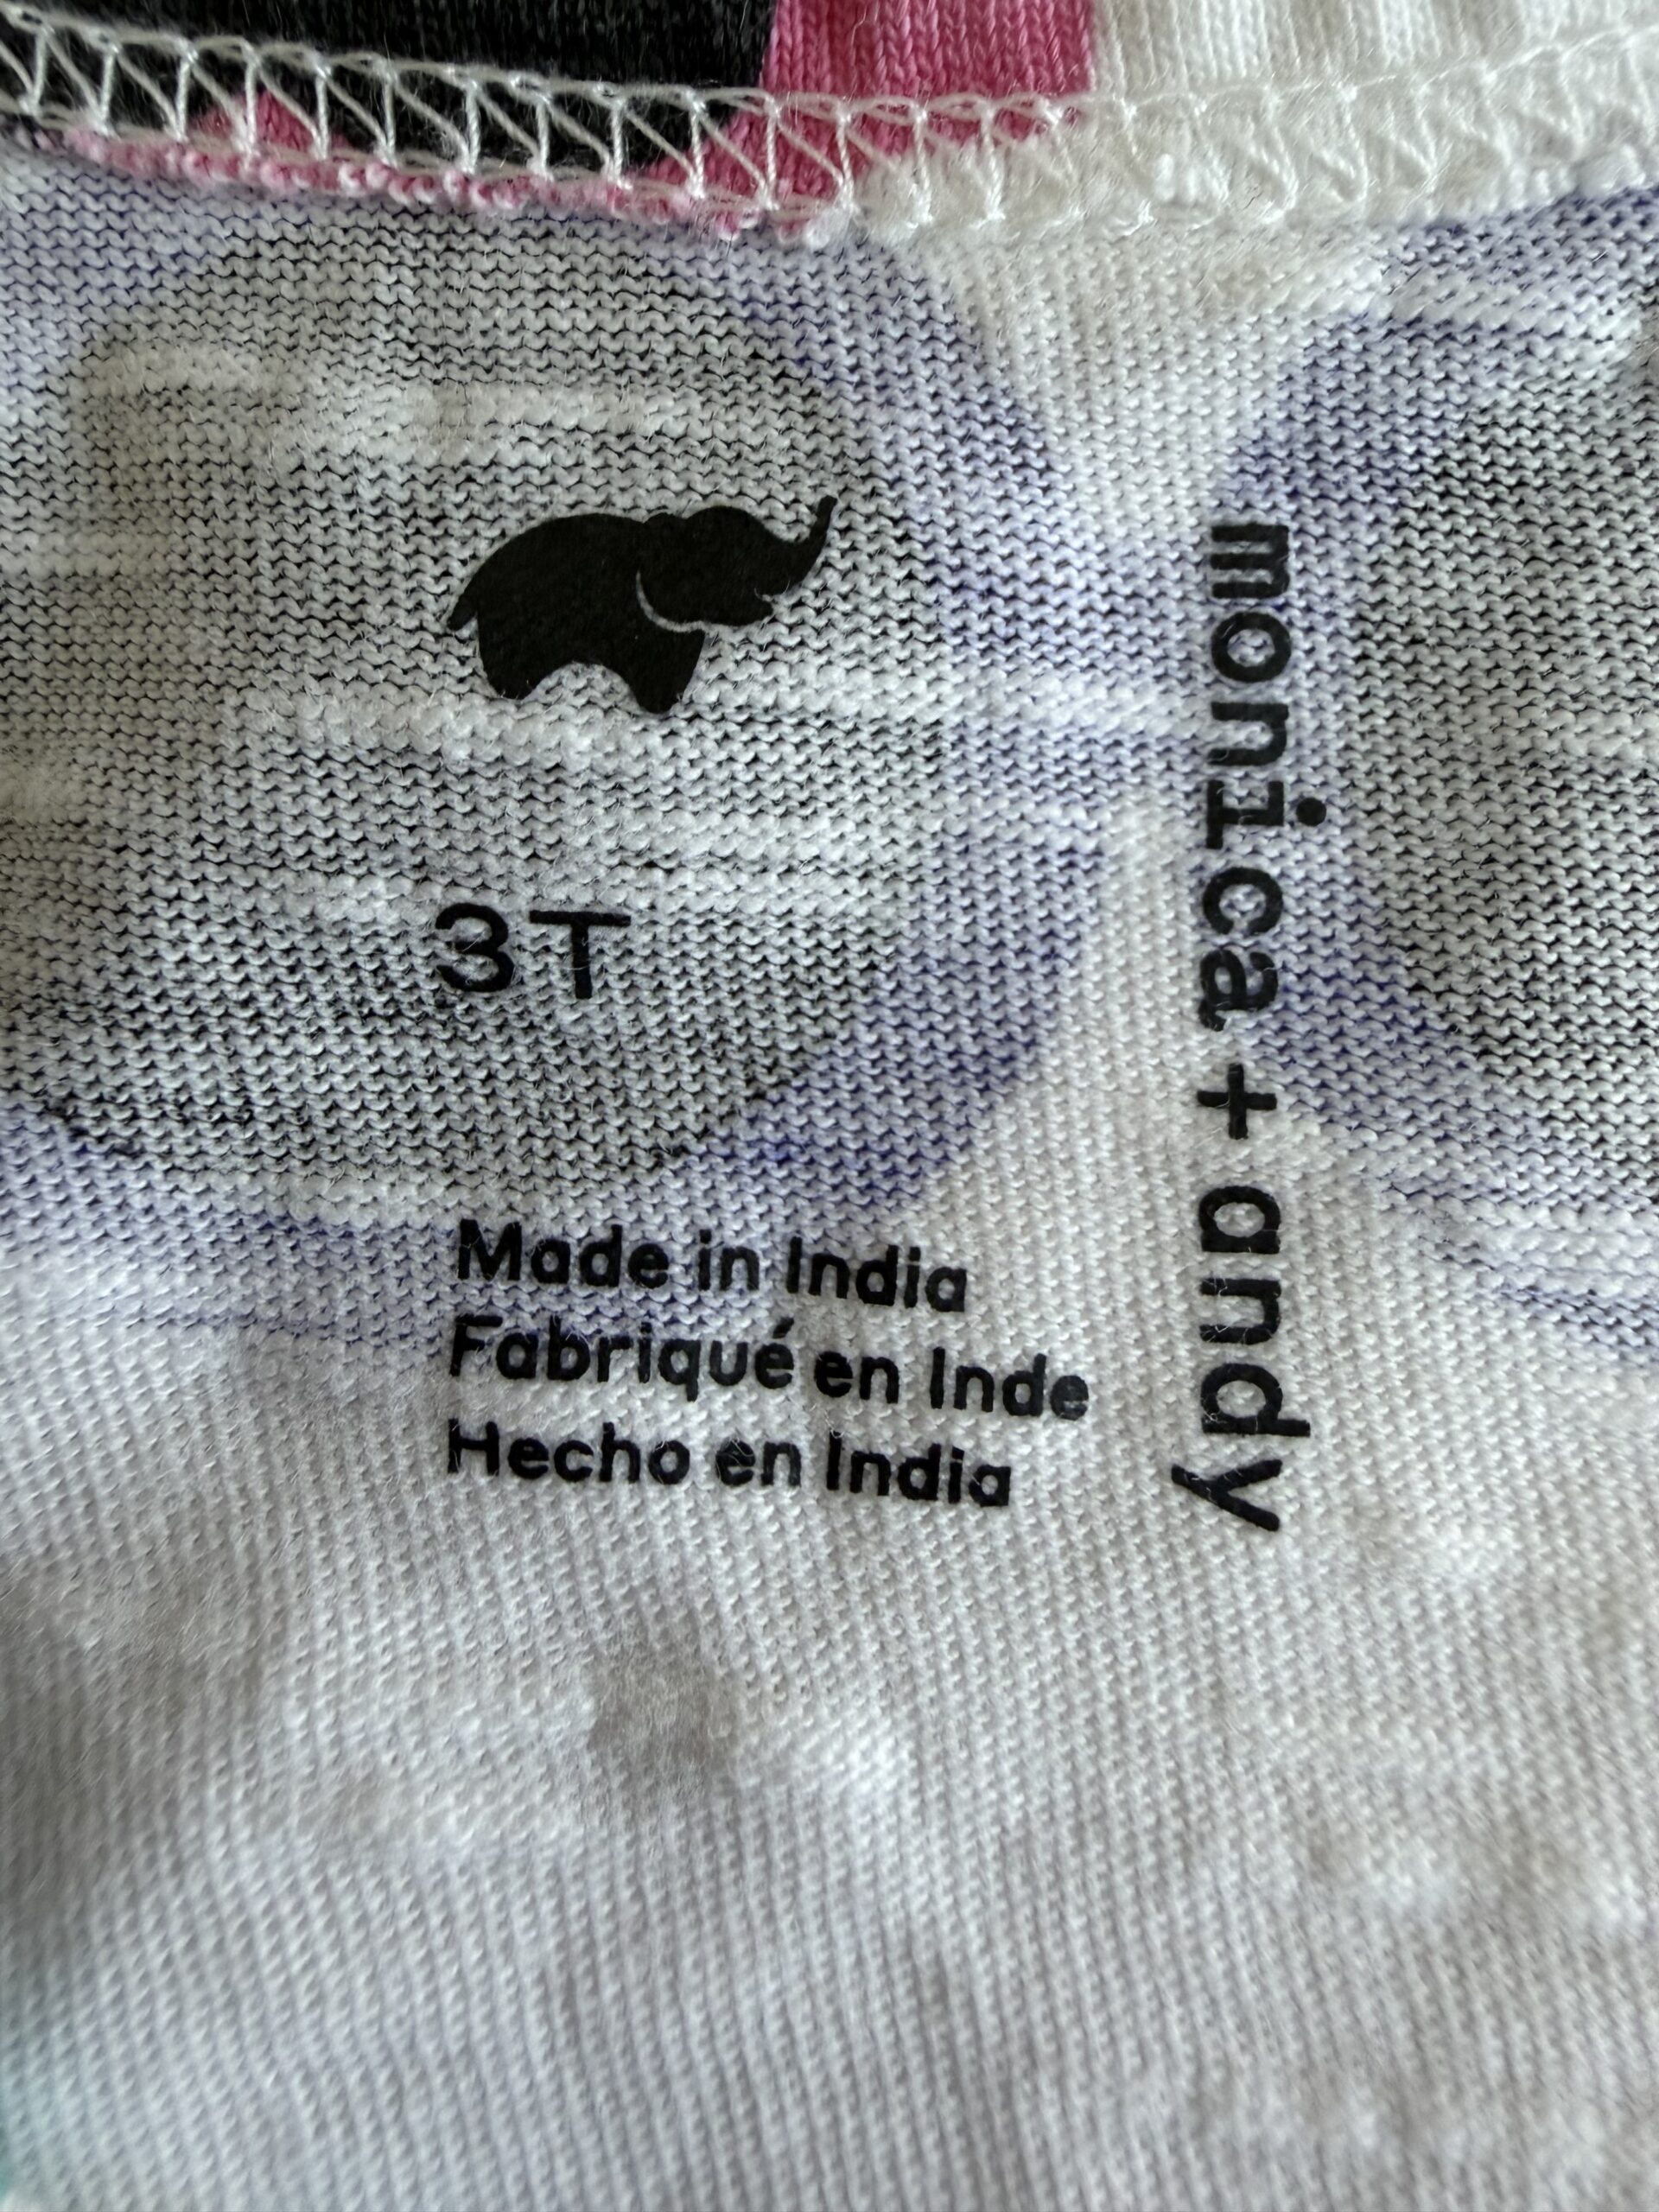 3T
Made in India
Fabriqué en Inde
Hecho en India
monica + andy